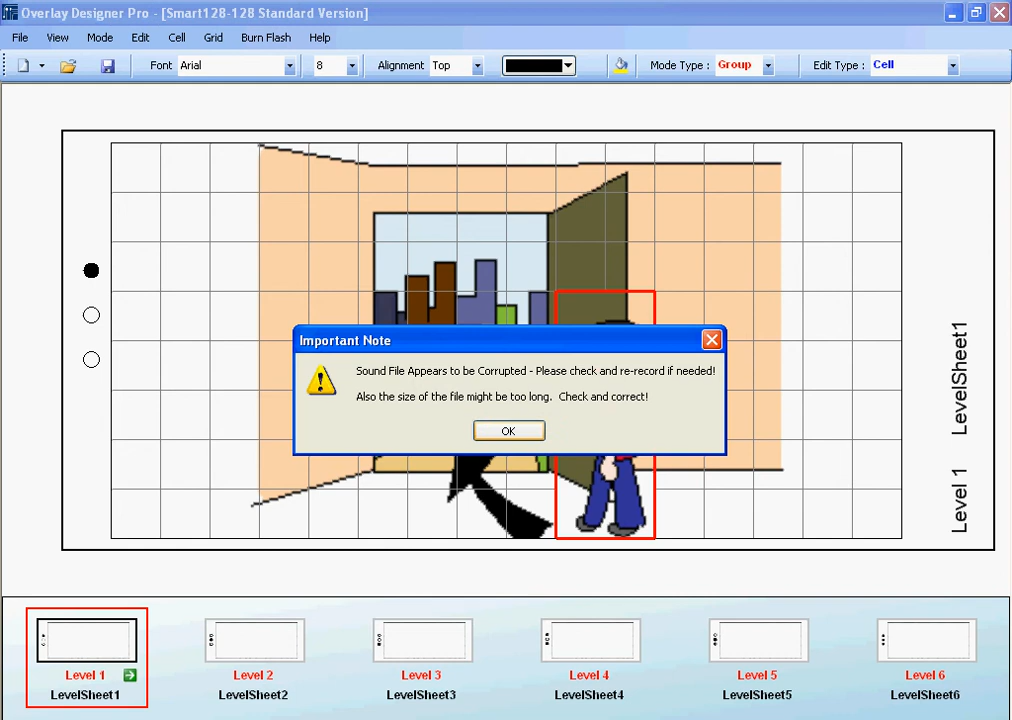 Overlay Designer Pro - [Smart128-128 Standard Version]
File View Mode Edit Cell Grid Burn Flash Help
Font Arial 8 Alignment Top Mode Type : Group Edit Type : Cell
LevelSheet1
Level 1
Important Note
Sound File Appears to be Corrupted - Please check and re-record if needed!
Also the size of the file might be too long. Check and correct!
OK
Level 1 Level 2 Level 3 Level 4 Level 5 Level 6
LevelSheet1 LevelSheet2 LevelSheet3 LevelSheet4 LevelSheet5 LevelSheet6